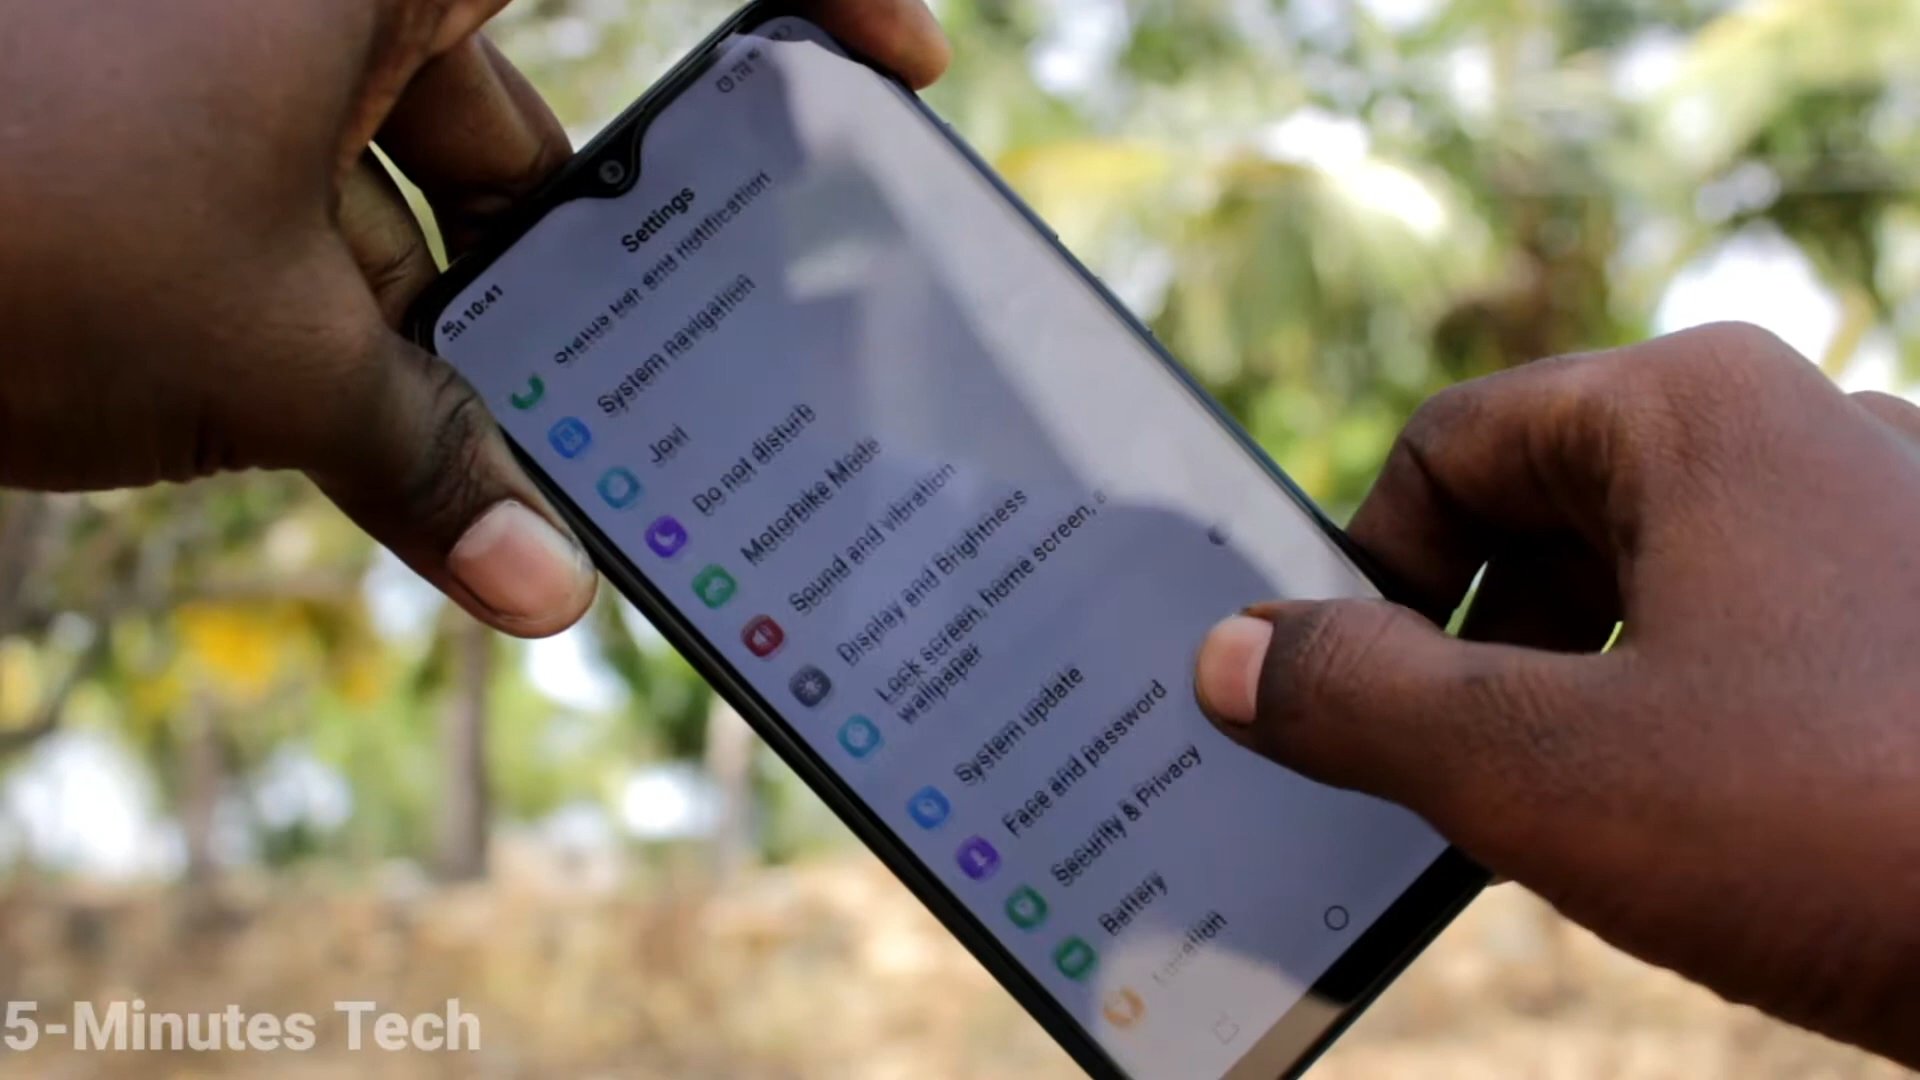 4G 10:41
Settings
Status bar and notification
System navigation
Jovi
Do not disturb
Motorbike Mode
Sound and vibration
Display and Brightness
Lock screen, home screen,
wallpaper
System update
Face and password
Security & Privacy
Battery
Location
5-Minutes Tech